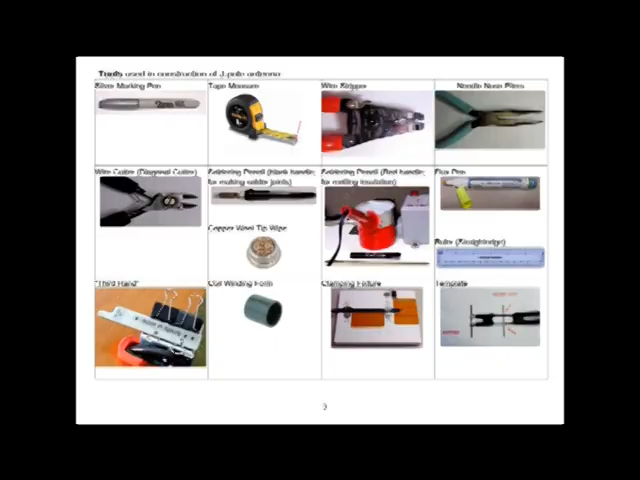 Tools used in construction of J-pole antenna
Silver Marking Pen
Tape Measure
Wire Stripper
Needle Nose Pliers
Wire Cutter (Diagonal Cutter)
Soldering Pencil (black handle;
for making solder joints)
Soldering Pencil (Red handle;
for melting insulation)
Flux Pen
Copper Wool Tip Wipe
Ruler (Straightedge)
"Third Hand"
Coil Winding Form
Clamping Fixture
Template